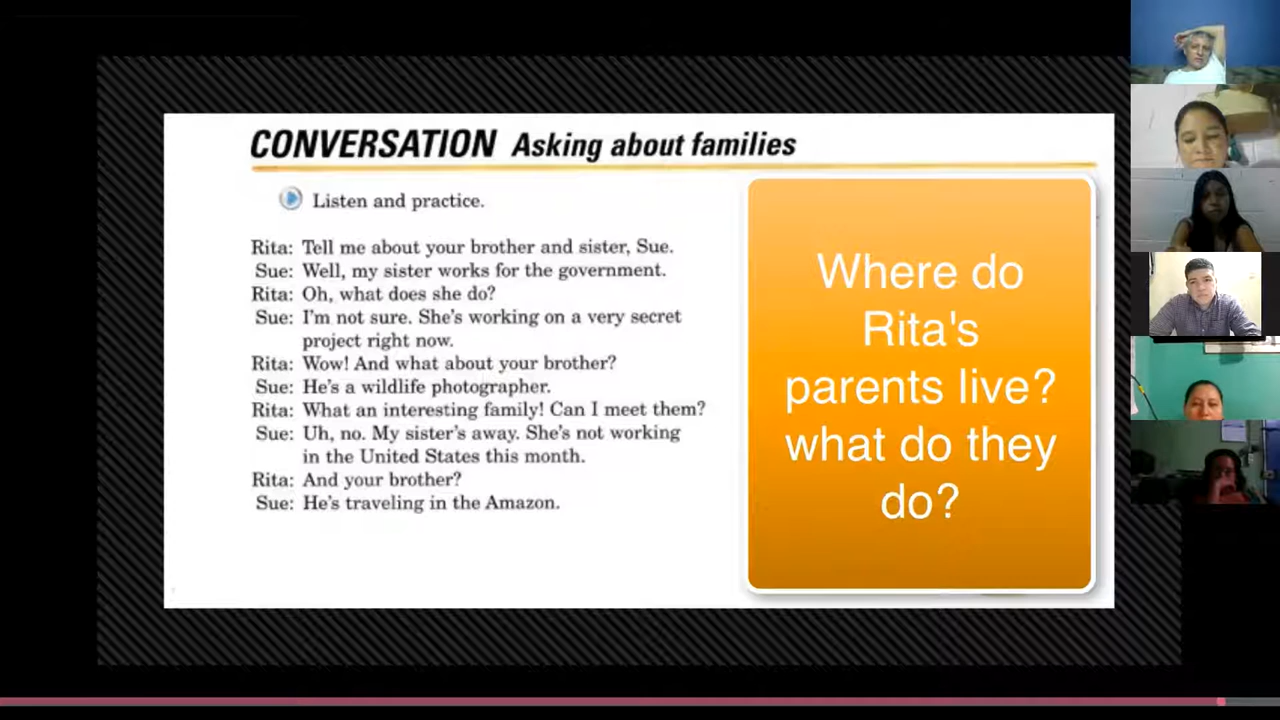 CONVERSATION Asking about families
Listen and practice.
Rita: Tell me about your brother and sister, Sue.
Sue: Well, my sister works for the government.
Rita: Oh, what does she do?
Sue: I'm not sure. She's working on a very secret
project right now.
Rita: Wow! And what about your brother?
Sue: He's a wildlife photographer.
Rita: What an interesting family! Can I meet them?
Sue: Uh, no. My sister's away. She's not working
in the United States this month.
Rita: And your brother?
Sue: He's traveling in the Amazon.
Where do
Rita's
parents live?
what do they
do?